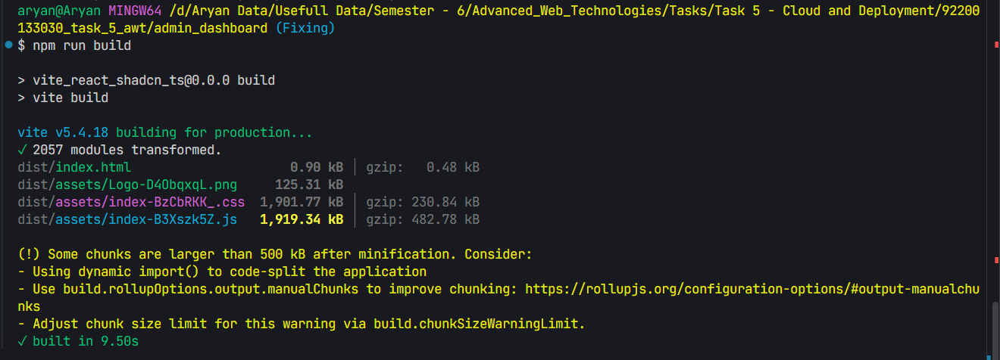 aryan@Aryan MINGW64 /d/Aryan Data/Usefull Data/Semester - 6/Advanced_Web_Technologies/Tasks/Task 5 - Cloud and Deployment/92200
133030_task_5_awt/admin_dashboard (Fixing)
$ npm run build
> vite_react_shadcn_ts@0.0.0 build
> vite build
vite v5.4.18 building for production...
✓ 2057 modules transformed.
dist/index.html 0.90 kB │ gzip: 0.48 kB
dist/assets/Logo-D4ObqxqL.png 125.31 kB
dist/assets/index-BzCbRKK_.css 1,901.77 kB │ gzip: 230.84 kB
dist/assets/index-B3Xszk5Z.js 1,919.34 kB │ gzip: 482.78 kB
(!) Some chunks are larger than 500 kB after minification. Consider:
- Using dynamic import() to code-split the application
- Use build.rollupOptions.output.manualChunks to improve chunking: https://rollupjs.org/configuration-options/#output-manualchu
nks
- Adjust chunk size limit for this warning via build.chunkSizeWarningLimit.
✓ built in 9.50s